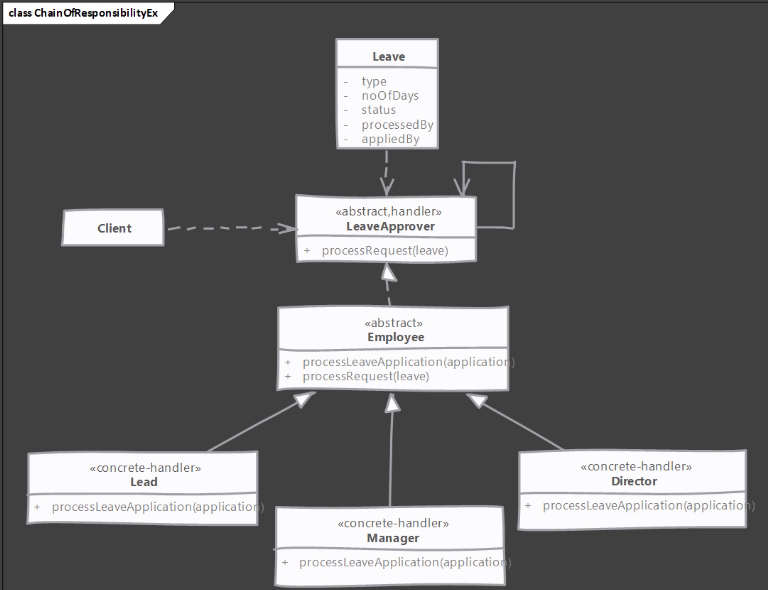 class ChainOfResponsibilityEx
Leave
- type
- noOfDays
- status
- processedBy
- appliedBy
«abstract,handler»
LeaveApprover
+ processRequest(leave)
Client
«abstract»
Employee
+ processLeaveApplication(application)
+ processRequest(leave)
«concrete-handler»
Lead
+ processLeaveApplication(application)
«concrete-handler»
Manager
+ processLeaveApplication(application)
«concrete-handler»
Director
+ processLeaveApplication(application)